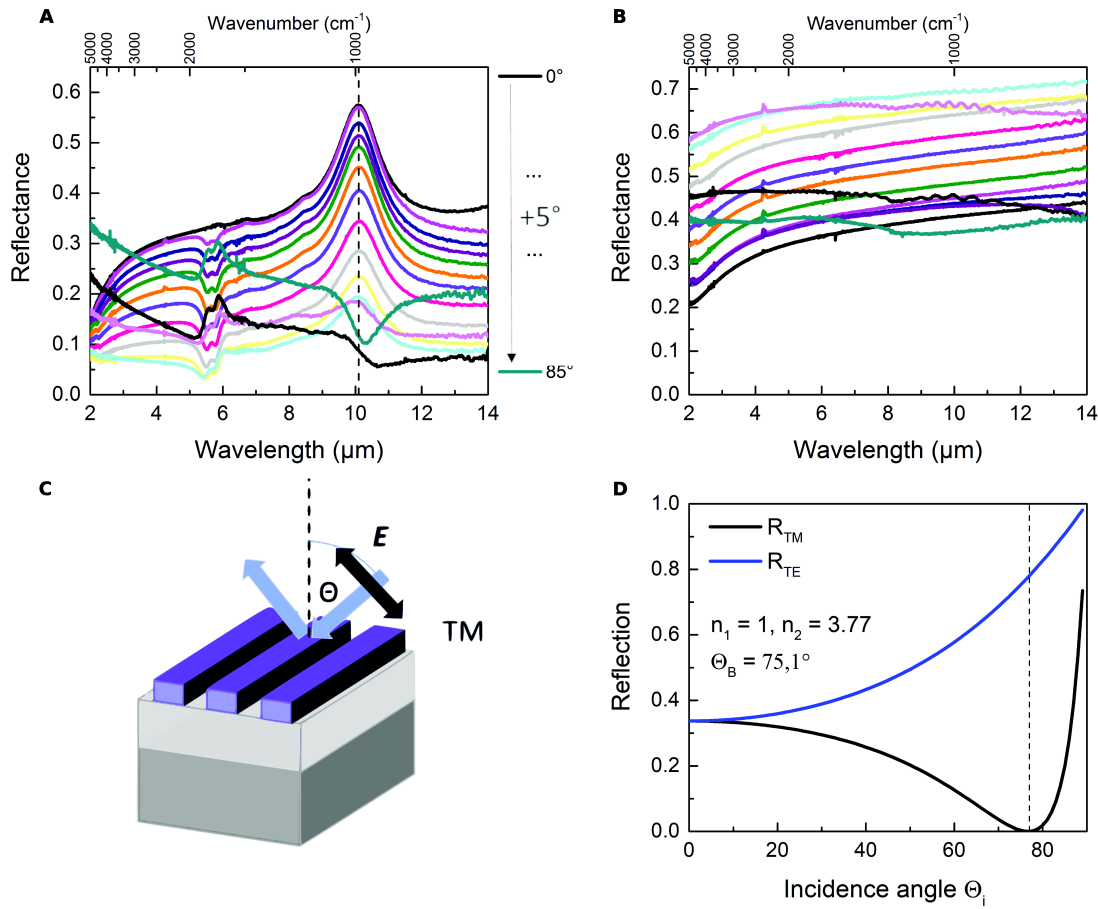 A
Wavenumber (cm⁻¹)
5000 4000 3000 2000 1000
Reflectance
0.6
0.5
0.4
0.3
0.2
0.1
0.0
2 4 6 8 10 12 14
Wavelength (µm)
0°
...
+5°
...
85°
B
Wavenumber (cm⁻¹)
5000 4000 3000 2000 1000
Reflectance
0.7
0.6
0.5
0.4
0.3
0.2
0.1
0.0
2 4 6 8 10 12 14
Wavelength (µm)
C
E
Θ
TM
D
Reflection
1.0
0.8
0.6
0.4
0.2
0.0
R_TM
R_TE
n₁ = 1, n₂ = 3.77
Θ_B = 75,1°
0 20 40 60 80
Incidence angle Θᵢ